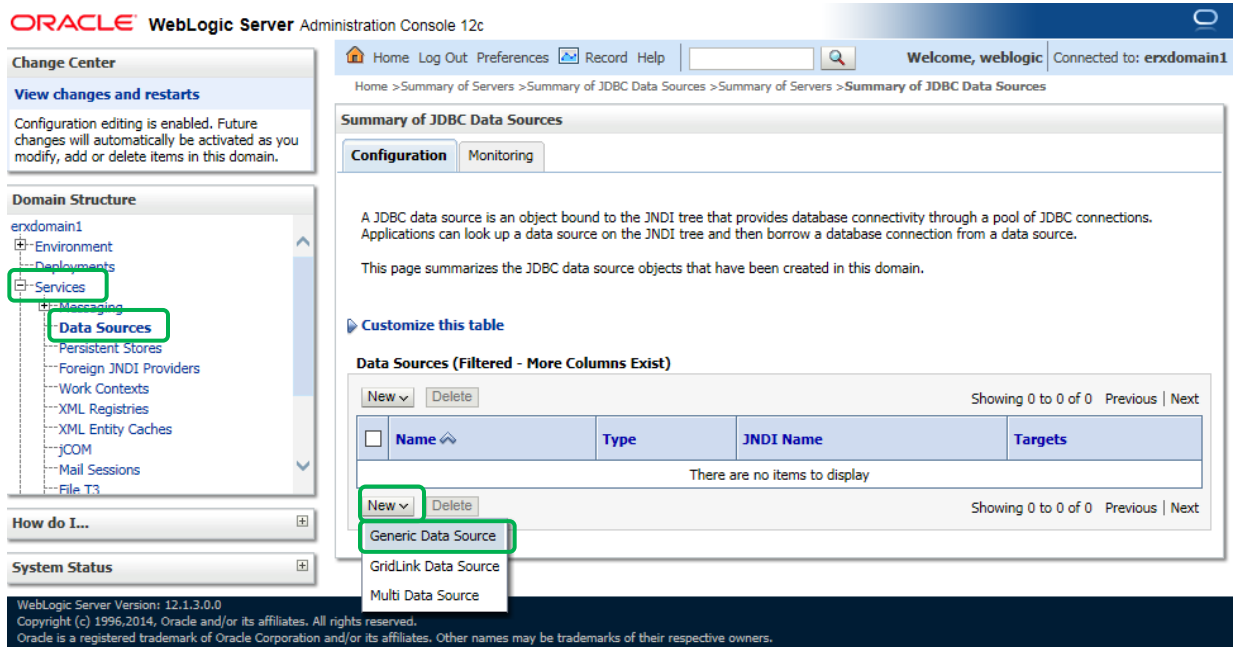 ORACLE WebLogic Server Administration Console 12c
Change Center
View changes and restarts
Configuration editing is enabled. Future
changes will automatically be activated as you
modify, add or delete items in this domain.
Domain Structure
erxdomain1
Environment
Deployments
Services
Messaging
Data Sources
Persistent Stores
Foreign JNDI Providers
Work Contexts
XML Registries
XML Entity Caches
jCOM
Mail Sessions
File T3
How do I...
System Status
Home Log Out Preferences Record Help
Welcome, weblogic Connected to: erxdomain1
Home >Summary of Servers >Summary of JDBC Data Sources >Summary of Servers >Summary of JDBC Data Sources
Summary of JDBC Data Sources
Configuration Monitoring
A JDBC data source is an object bound to the JNDI tree that provides database connectivity through a pool of JDBC connections.
Applications can look up a data source on the JNDI tree and then borrow a database connection from a data source.
This page summarizes the JDBC data source objects that have been created in this domain.
Customize this table
Data Sources (Filtered - More Columns Exist)
New Delete Showing 0 to 0 of 0 Previous | Next
Name Type JNDI Name Targets
There are no items to display
New Delete Showing 0 to 0 of 0 Previous | Next
Generic Data Source
GridLink Data Source
Multi Data Source
WebLogic Server Version: 12.1.3.0.0
Copyright (c) 1996,2014, Oracle and/or its affiliates. All rights reserved.
Oracle is a registered trademark of Oracle Corporation and/or its affiliates. Other names may be trademarks of their respective owners.